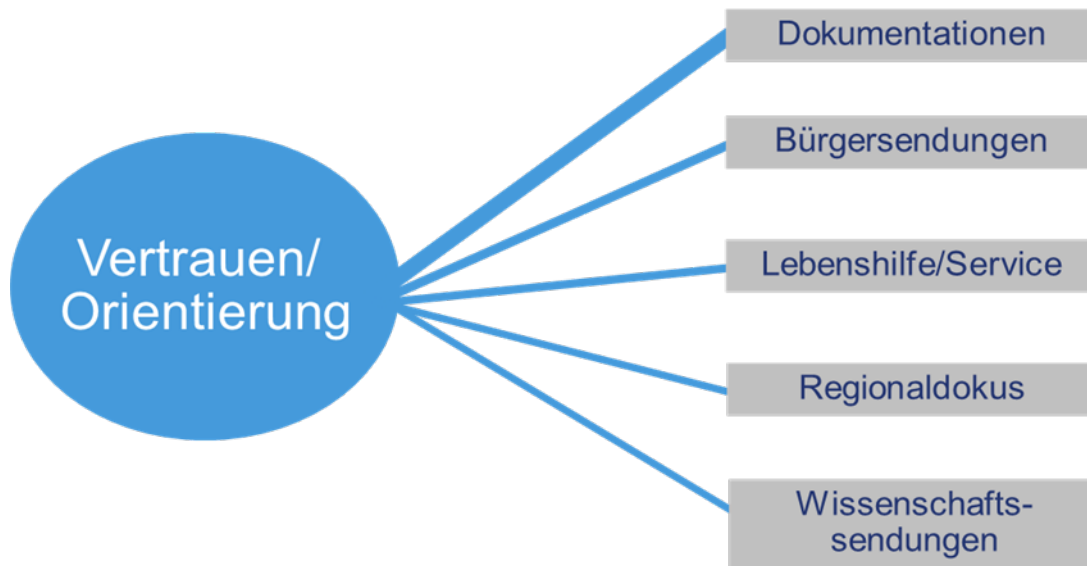 Dokumentationen
Bürgersendungen
Vertrauen/
Orientierung
Lebenshilfe/Service
Regionaldokus
Wissenschafts-
sendungen